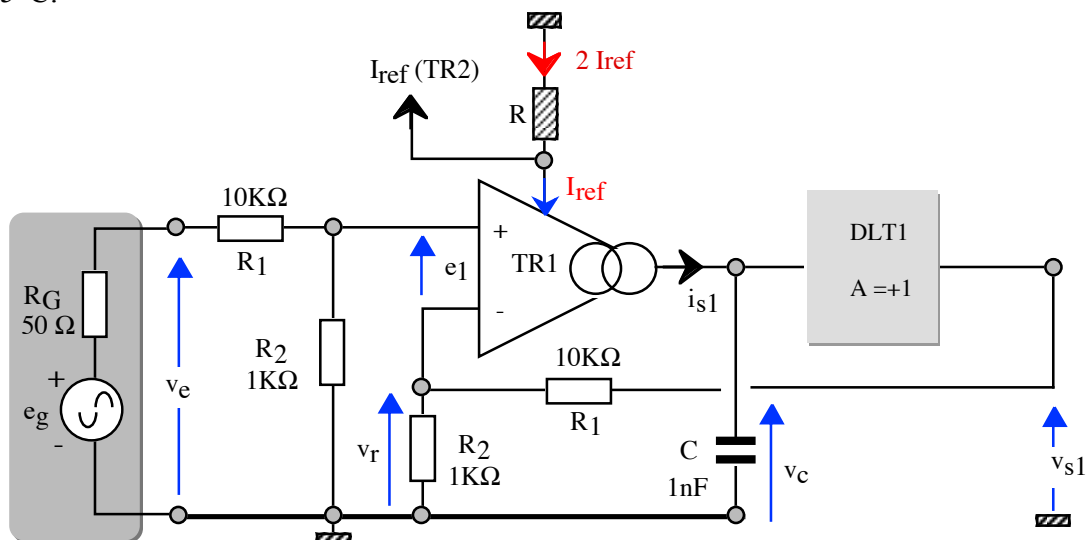 2 Iref
Iref (TR2)
R
Iref
10KΩ
R1
+
e1
TR1
-
is1
DLT1
A =+1
RG
50 Ω
+
eg
-
ve
R2
1KΩ
10KΩ
R1
vr
R2
1KΩ
C
1nF
vc
vs1